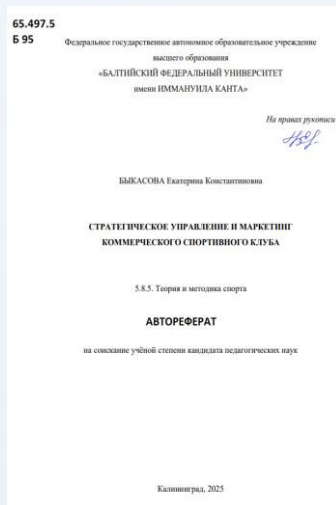 65.497.5
Б 95
Федеральное государственное автономное образовательное учреждение
высшего образования
«БАЛТИЙСКИЙ ФЕДЕРАЛЬНЫЙ УНИВЕРСИТЕТ
имени ИММАНУИЛА КАНТА»
На правах рукописи
БЫКАСОВА Екатерина Константиновна
СТРАТЕГИЧЕСКОЕ УПРАВЛЕНИЕ И МАРКЕТИНГ
КОММЕРЧЕСКОГО СПОРТИВНОГО КЛУБА
5.8.5. Теория и методика спорта
АВТОРЕФЕРАТ
на соискание учёной степени кандидата педагогических наук
Калининград, 2025